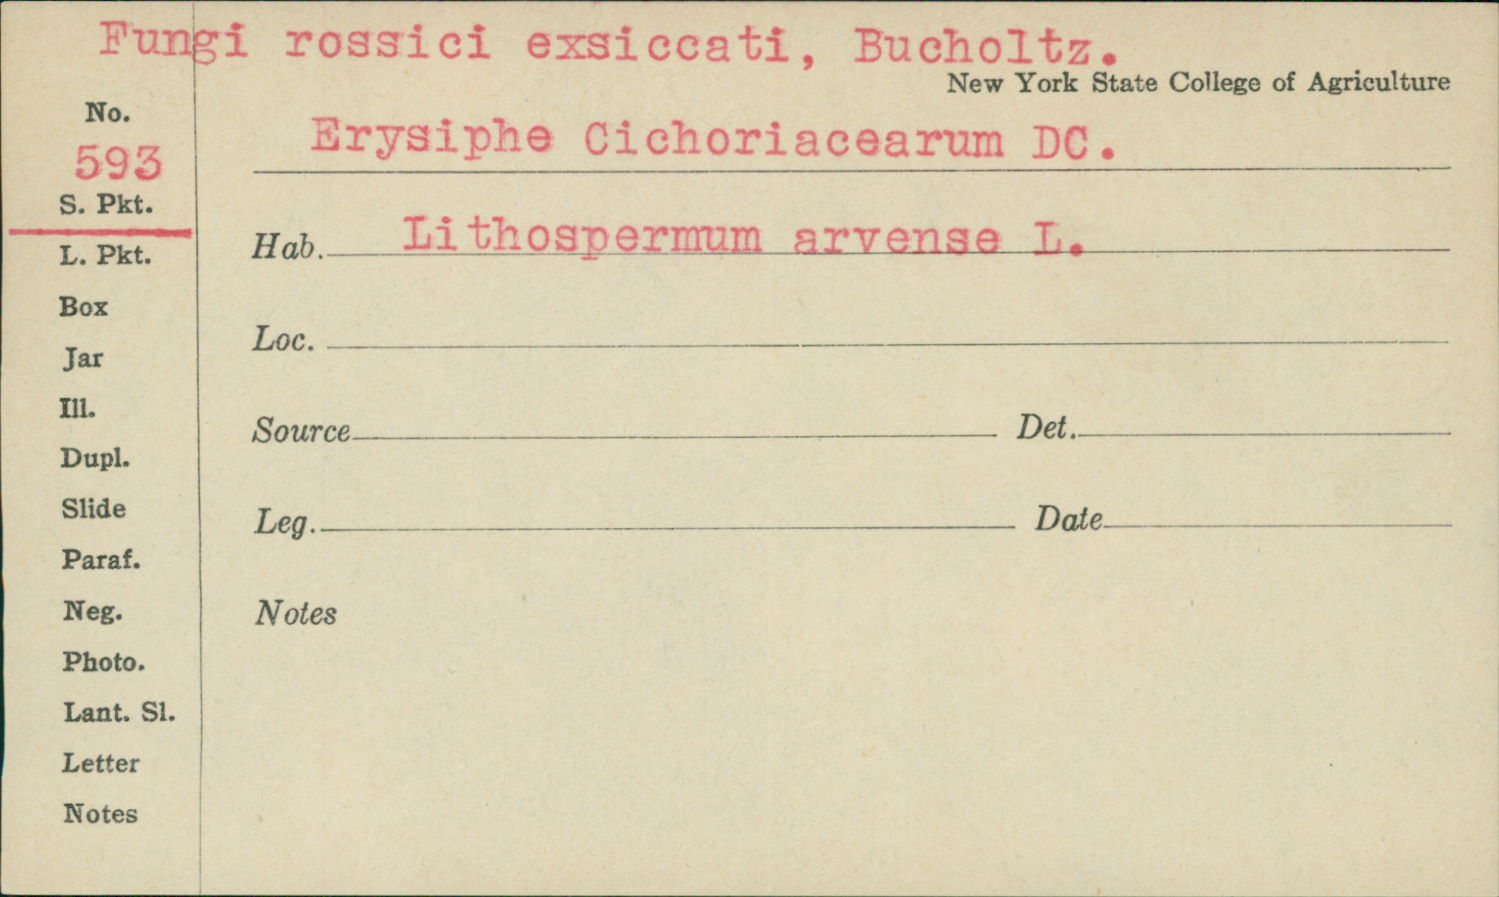 Fungi rossici exsiccati, Bucholtz.
New York State College of Agriculture
No.
593
Erysiphe Cichoriacearum DC.
S. Pkt.
Hab. Lithospermum arvense L.
L. Pkt.
Box
Loc.
Jar
Ill.
Source Det.
Dupl.
Slide
Leg. Date
Paraf.
Neg.
Notes
Photo.
Lant. Sl.
Letter
Notes